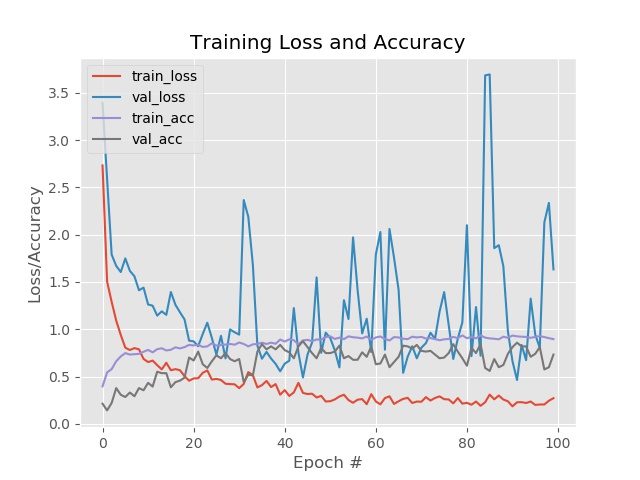 Training Loss and Accuracy
train_loss
val_loss
train_acc
val_acc
3.5
3.0
2.5
2.0
1.5
1.0
0.5
0.0
Loss/Accuracy
0 20 40 60 80 100
Epoch #